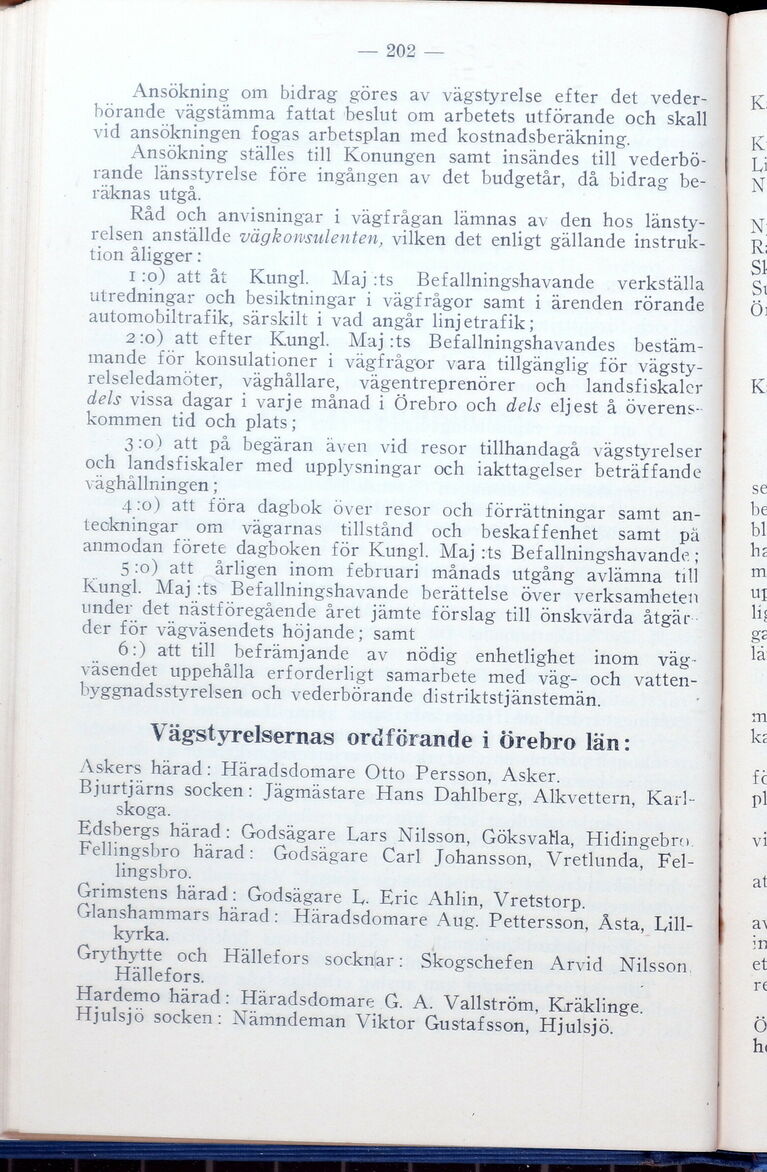 — 202 —
Ansökning om bidrag göres av vägstyrelse efter det veder-
börande vägstämma fattat beslut om arbetets utförande och skall
vid ansökningen fogas arbetsplan med kostnadsberäkning.
Ansökning ställes till Konungen samt insändes till vederbö-
rande länsstyrelse före ingången av det budgetår, då bidrag be-
räknas utgå.
Råd och anvisningar i vägfrågan lämnas av den hos länsty-
relsen anställde vägkonsulenten, vilken det enligt gällande instruk-
tion åligger:
1:o) att åt Kungl. Maj:ts Befallningshavande verkställa
utredningar och besiktningar i vägfrågor samt i ärenden rörande
automobiltrafik, särskilt i vad angår linjetrafik;
2:o) att efter Kungl. Maj:ts Befallningshavandes bestäm-
mande för konsulationer i vägfrågor vara tillgänglig för vägsty-
relseledamöter, väghållare, vägentreprenörer och landsfiskaler
dels vissa dagar i varje månad i Örebro och dels eljest å överens-
kommen tid och plats;
3:o) att på begäran även vid resor tillhandagå vägstyrelser
och landsfiskaler med upplysningar och iakttagelser beträffande
väghållningen;
4:o) att föra dagbok över resor och förrättningar samt an-
teckningar om vägarnas tillstånd och beskaffenhet samt på
anmodan förete dagboken för Kungl. Maj:ts Befallningshavande;
5:o) att årligen inom februari månads utgång avlämna till
Kungl. Maj:ts Befallningshavande berättelse över verksamheten
under det nästföregående året jämte förslag till önskvärda åtgär-
der för vägväsendets höjande; samt
6:) att till befrämjande av nödig enhetlighet inom väg-
väsendet uppehålla erforderligt samarbete med väg- och vatten-
byggnadsstyrelsen och vederbörande distriktstjänstemän.
Vägstyrelsernas ordförande i Örebro län:
Askers härad: Häradsdomare Otto Persson, Asker.
Bjurtjärns socken: Jägmästare Hans Dahlberg, Alkvettern, Karl-
skoga.
Edsbergs härad: Godsägare Lars Nilsson, Göksvalla, Hidingebro.
Fellingsbro härad: Godsägare Carl Johansson, Vretlunda, Fel-
lingsbro.
Grimstens härad: Godsägare L. Eric Ahlin, Vretstorp.
Glanshammars härad: Häradsdomare Aug. Pettersson, Åsta, Lill-
kyrka.
Grythytte och Hällefors socknar: Skogschefen Arvid Nilsson,
Hällefors.
Hardemo härad: Häradsdomare G. A. Vallström, Kräklinge.
Hjulsjö socken: Nämndeman Viktor Gustafsson, Hjulsjö.